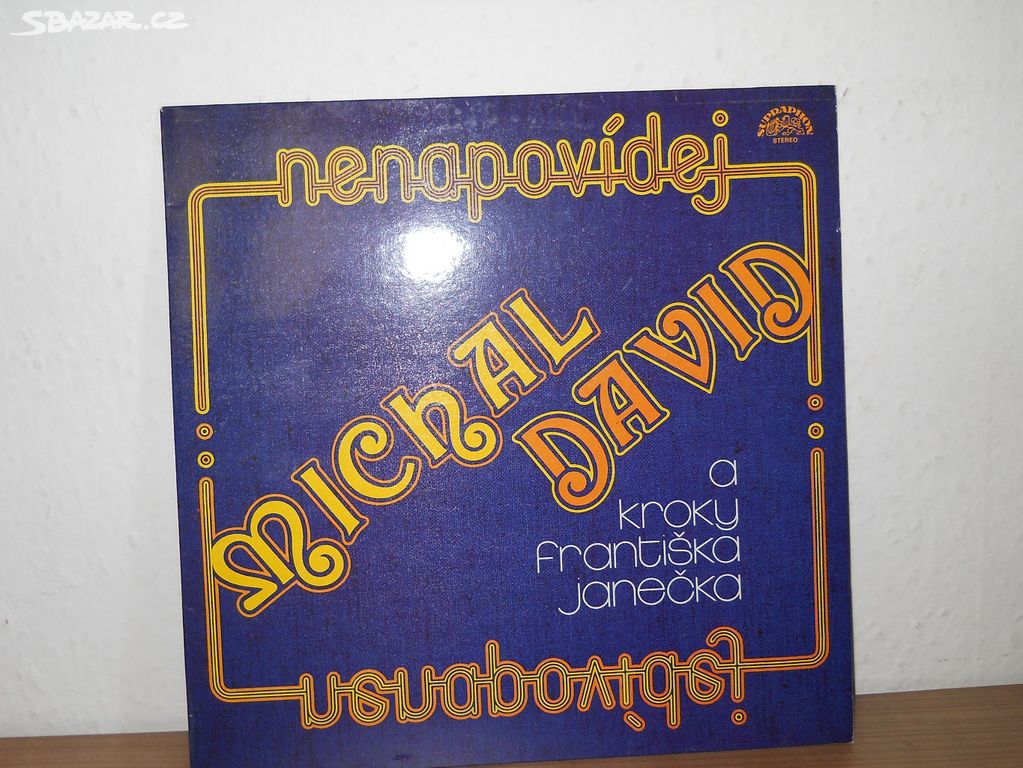 SBAZAR.CZ
SUPRAPHON
STEREO
nenapovídej
MIChAL
DAVID
a
kroky
františka
janečka
nenapovídej